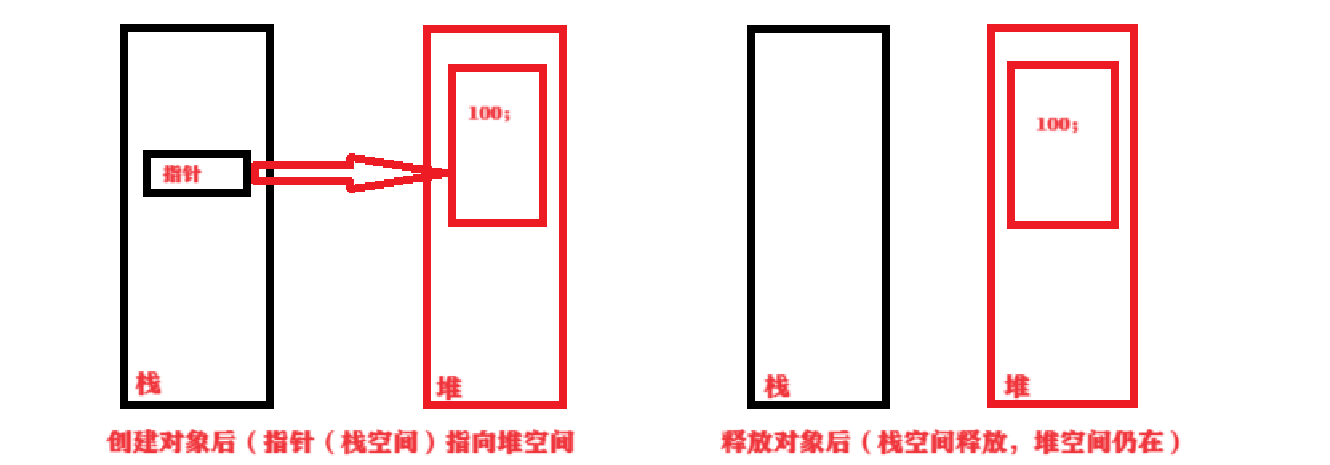 100;
指针
栈
堆
创建对象后（指针（栈空间）指向堆空间
100;
栈
堆
释放对象后（栈空间释放，堆空间仍在）